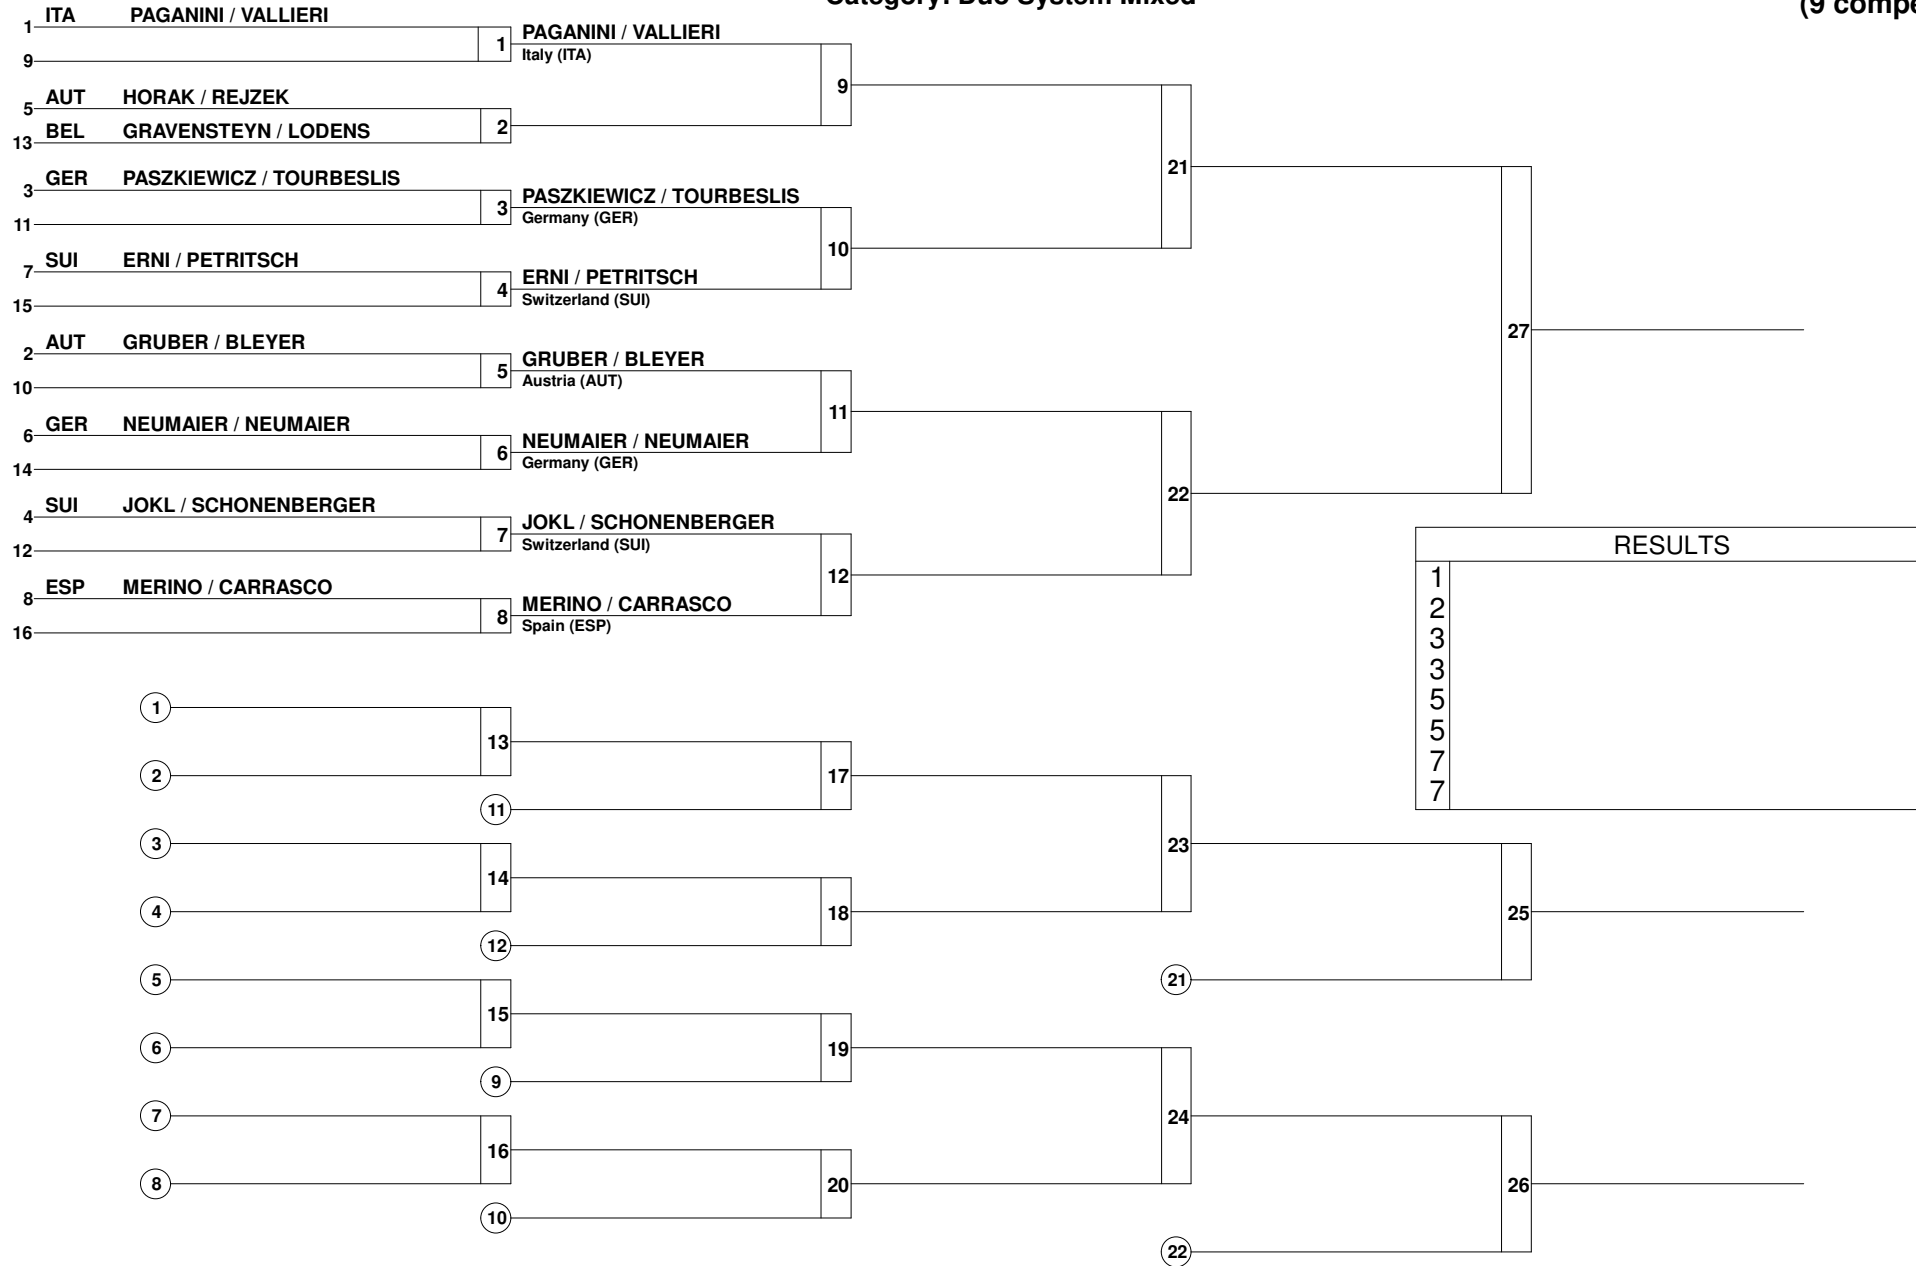 Category: Duo System Mixed
(9 compe
1 ITA PAGANINI / VALLIERI
9
1 PAGANINI / VALLIERI
Italy (ITA)
9
5 AUT HORAK / REJZEK
13 BEL GRAVENSTEYN / LODENS
2
21
3 GER PASZKIEWICZ / TOURBESLIS
11
3 PASZKIEWICZ / TOURBESLIS
Germany (GER)
10
7 SUI ERNI / PETRITSCH
15
4 ERNI / PETRITSCH
Switzerland (SUI)
27
2 AUT GRUBER / BLEYER
10
5 GRUBER / BLEYER
Austria (AUT)
11
6 GER NEUMAIER / NEUMAIER
14
6 NEUMAIER / NEUMAIER
Germany (GER)
22
4 SUI JOKL / SCHONENBERGER
12
7 JOKL / SCHONENBERGER
Switzerland (SUI)
12
8 ESP MERINO / CARRASCO
16
8 MERINO / CARRASCO
Spain (ESP)
RESULTS
1
2
3
3
5
5
7
7
1
13
2
17
11
3
23
14
4
18
25
12
5
21
15
6
19
9
7
24
16
8
20
26
10
22